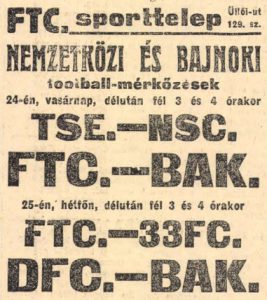 FTC. sporttelep Üllői-ut 129. sz.
NEMZETKÖZI ÉS BAJNOKI
football-mérkőzések
24-én, vasárnap, délután fél 3 és 4 órakor
TSE.—NSC.
FTC.—BAK.
25-én, hétfőn, délután fél 3 és 4 órakor
FTC.—33FC.
DFC.—BAK.